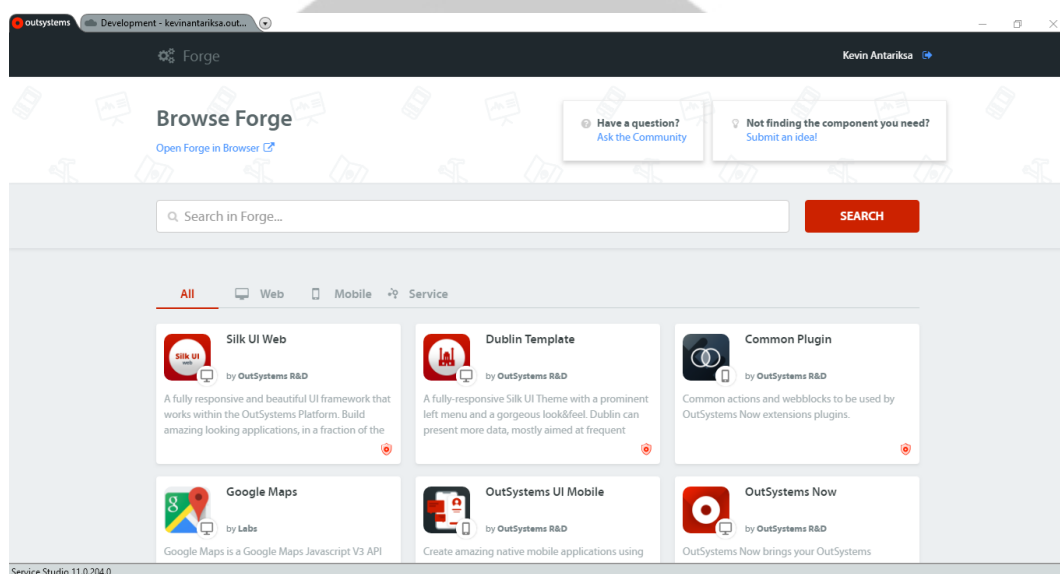 outsystems
Development - kevinantariksa.out...
Forge
Kevin Antariksa
Browse Forge
Open Forge in Browser
Have a question?
Ask the Community
Not finding the component you need?
Submit an idea!
Search in Forge...
SEARCH
All
Web
Mobile
Service
Silk UI
web
Silk UI Web
by OutSystems R&D
A fully responsive and beautiful UI framework that
works within the OutSystems Platform. Build
amazing looking applications, in a fraction of the
Dublin Template
by OutSystems R&D
A fully-responsive Silk UI Theme with a prominent
left menu and a gorgeous look&feel. Dublin can
present more data, mostly aimed at frequent
Common Plugin
by OutSystems R&D
Common actions and webblocks to be used by
OutSystems Now extensions plugins.
g
Google Maps
by Labs
Google Maps is a Google Maps Javascript V3 API
OutSystems UI Mobile
by OutSystems R&D
Create amazing native mobile applications using
OutSystems Now
by OutSystems R&D
OutSystems Now brings your OutSystems
Service Studio 11.0.204.0